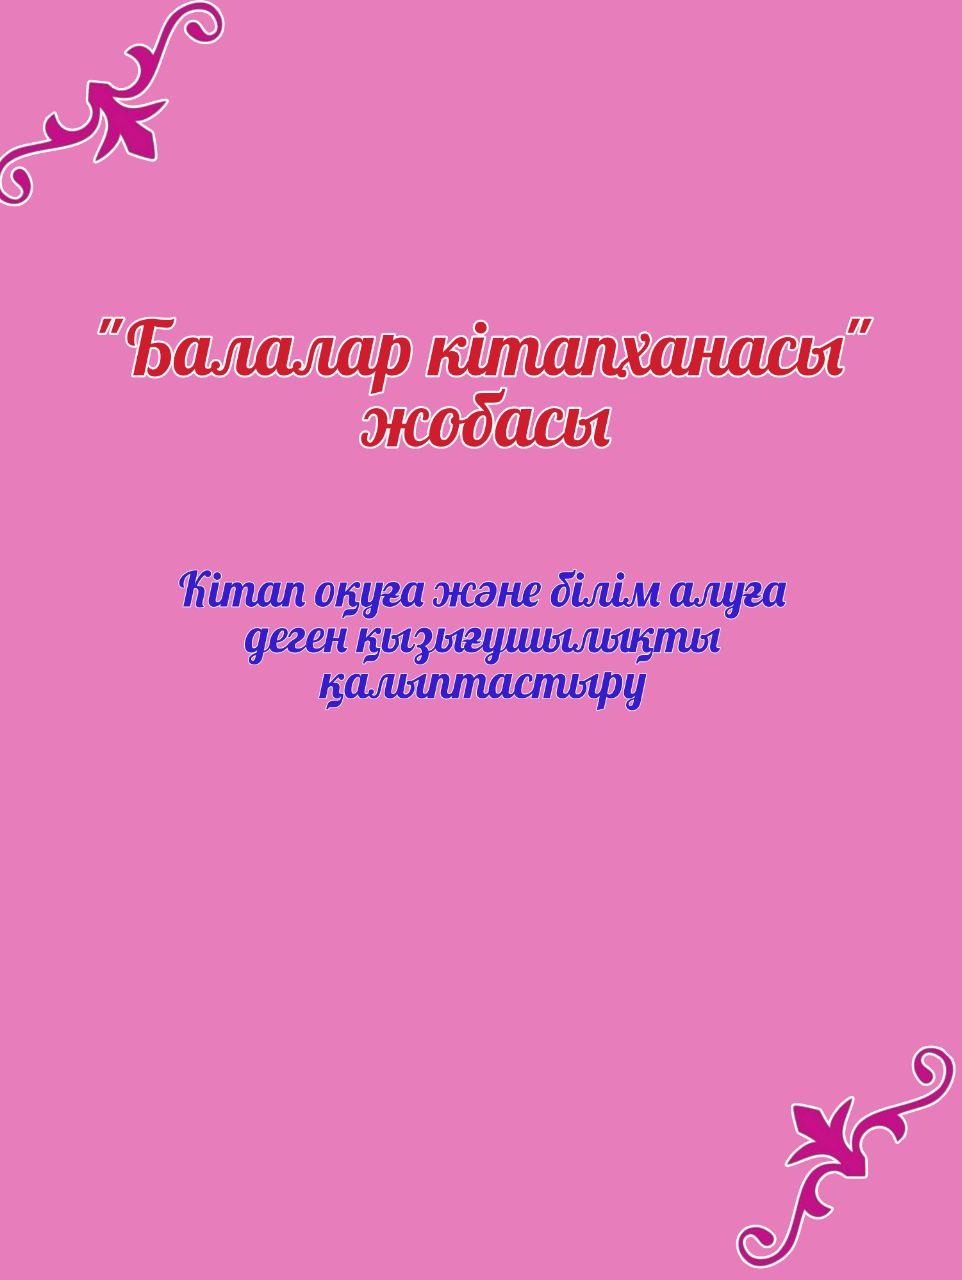 "Балалар кітапханасы"
жобасы
Кітап оқуға және білім алуға
деген қызығушылықты
қалыптастыру